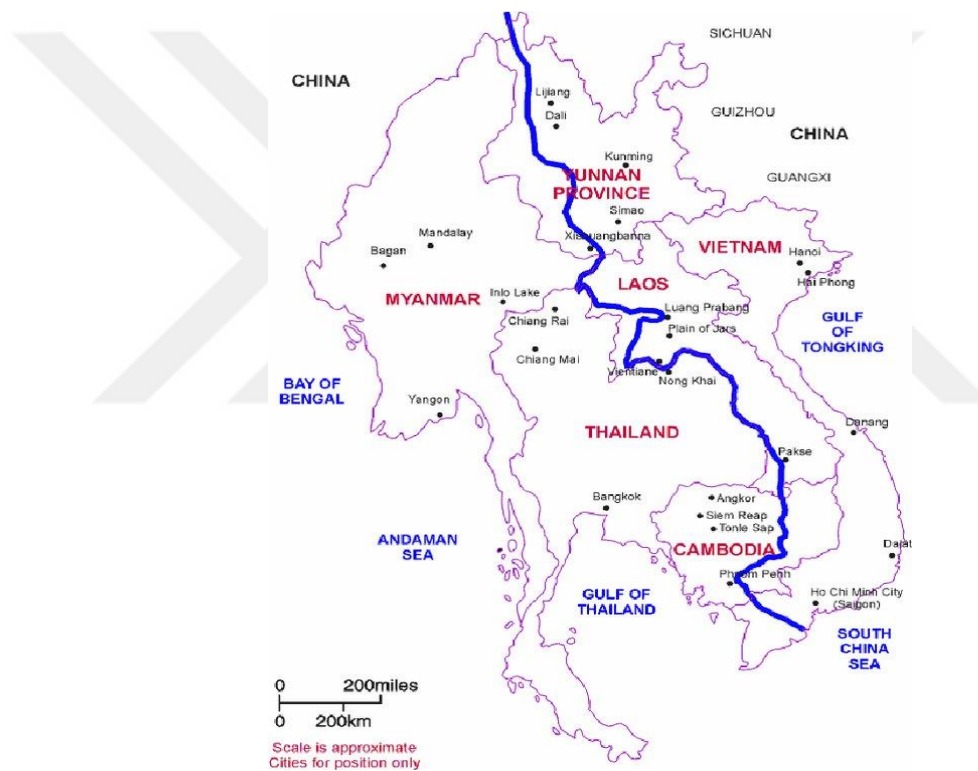 SICHUAN
CHINA
Lijiang
Dali
GUIZHOU
CHINA
Kunming
YUNNAN
PROVINCE
GUANGXI
Simao
Xishuangbanna
Mandalay
Bagan
VIETNAM
Hanoi
Hai Phong
LAOS
MYANMAR
Inlo Lake
Chiang Rai
Luang Prabang
Plain of Jars
GULF
OF
TONGKING
Chiang Mai
Vientiane
Nong Khai
BAY OF
BENGAL
Yangon
THAILAND
Danang
Pakse
Bangkok
Angkor
Siem Reap
Tonle Sap
ANDAMAN
SEA
CAMBODIA
Dalat
Phnom Penh
GULF OF
THAILAND
Ho Chi Minh City
(Saigon)
SOUTH
CHINA
SEA
0 200miles
0 200km
Scale is approximate
Cities for position only